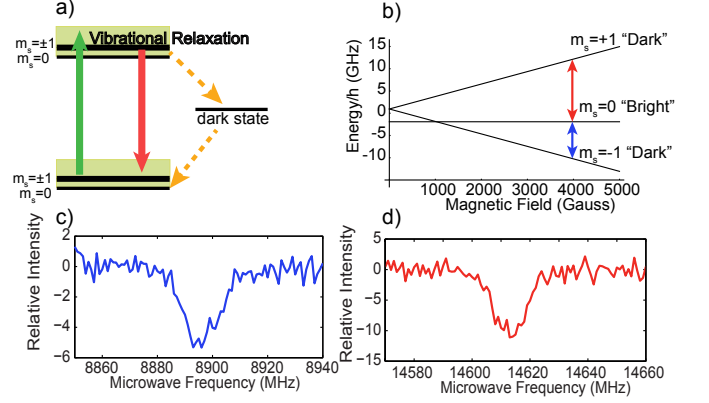 a)
m_s=±1
m_s=0
Vibrational Relaxation
dark state
m_s=±1
m_s=0
b)
Energy/h (GHz)
15
10
5
0
-5
-10
m_s=+1 “Dark”
m_s=0 “Bright”
m_s=-1 “Dark”
0 1000 2000 3000 4000 5000
Magnetic Field (Gauss)
c)
Relative Intensity
2
0
-2
-4
-6
8860 8880 8900 8920 8940
Microwave Frequency (MHz)
d)
Relative Intensity
5
0
-5
-10
-15
14580 14600 14620 14640 14660
Microwave Frequency (MHz)